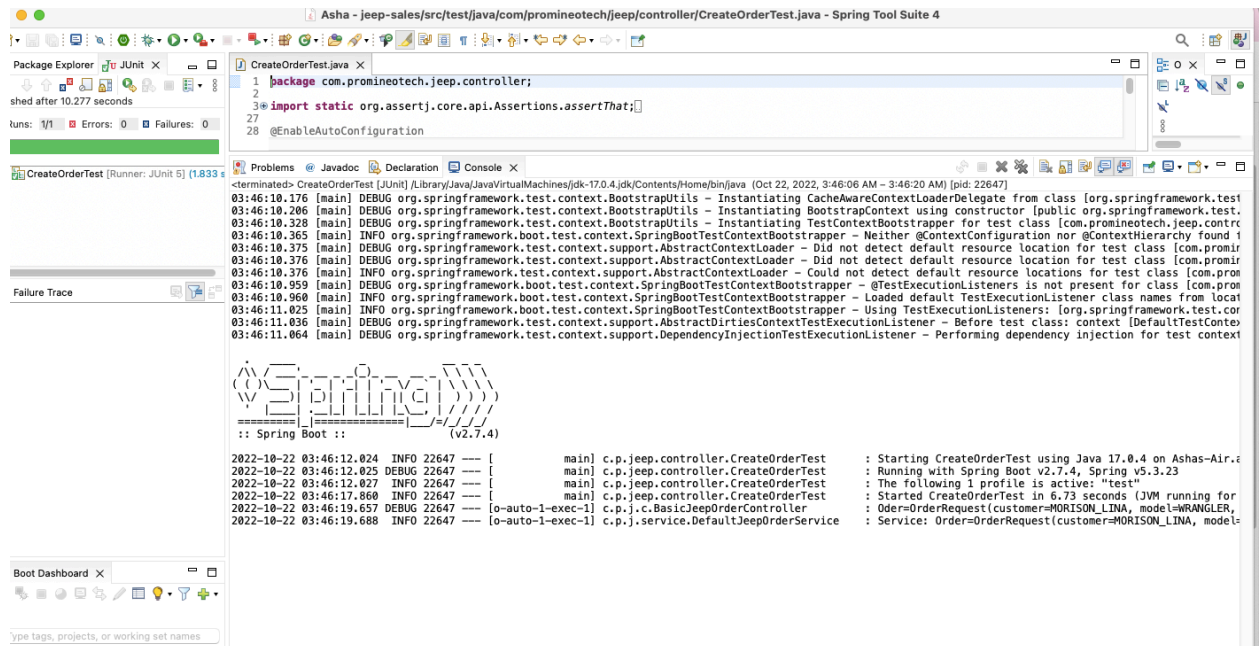 Asha - jeep-sales/src/test/java/com/promineotech/jeep/controller/CreateOrderTest.java - Spring Tool Suite 4
Package Explorer JUnit
shed after 10.277 seconds
Runs: 1/1 Errors: 0 Failures: 0
CreateOrderTest [Runner: JUnit 5] (1.833 s
Failure Trace
Boot Dashboard
Type tags, projects, or working set names
CreateOrderTest.java
1 package com.promineotech.jeep.controller;
2
3 import static org.assertj.core.api.Assertions.assertThat;
27
28 @EnableAutoConfiguration
O
Problems Javadoc Declaration Console
<terminated> CreateOrderTest [JUnit] /Library/Java/JavaVirtualMachines/jdk-17.0.4.jdk/Contents/Home/bin/java (Oct 22, 2022, 3:46:06 AM – 3:46:20 AM) [pid: 22647]
03:46:10.176 [main] DEBUG org.springframework.test.context.BootstrapUtils - Instantiating CacheAwareContextLoaderDelegate from class [org.springframework.test
03:46:10.206 [main] DEBUG org.springframework.test.context.BootstrapUtils - Instantiating BootstrapContext using constructor [public org.springframework.test.
03:46:10.328 [main] DEBUG org.springframework.test.context.BootstrapUtils - Instantiating TestContextBootstrapper for test class [com.promineotech.jeep.contro
03:46:10.365 [main] INFO org.springframework.boot.test.context.SpringBootTestContextBootstrapper - Neither @ContextConfiguration nor @ContextHierarchy found f
03:46:10.375 [main] DEBUG org.springframework.test.context.support.AbstractContextLoader - Did not detect default resource location for test class [com.promin
03:46:10.376 [main] DEBUG org.springframework.test.context.support.AbstractContextLoader - Did not detect default resource location for test class [com.promin
03:46:10.376 [main] INFO org.springframework.test.context.support.AbstractContextLoader - Could not detect default resource locations for test class [com.prom
03:46:10.959 [main] DEBUG org.springframework.boot.test.context.SpringBootTestContextBootstrapper - @TestExecutionListeners is not present for class [com.prom
03:46:10.960 [main] INFO org.springframework.boot.test.context.SpringBootTestContextBootstrapper - Loaded default TestExecutionListener class names from locat
03:46:11.025 [main] INFO org.springframework.boot.test.context.SpringBootTestContextBootstrapper - Using TestExecutionListeners: [org.springframework.test.con
03:46:11.036 [main] DEBUG org.springframework.test.context.support.AbstractDirtiesContextTestExecutionListener - Before test class: context [DefaultTestContex
03:46:11.064 [main] DEBUG org.springframework.test.context.support.DependencyInjectionTestExecutionListener - Performing dependency injection for test context
Spring
:: Spring Boot :: (v2.7.4)
2022-10-22 03:46:12.024 INFO 22647 --- [ main] c.p.jeep.controller.CreateOrderTest : Starting CreateOrderTest using Java 17.0.4 on Ashas-Air.a
2022-10-22 03:46:12.025 DEBUG 22647 --- [ main] c.p.jeep.controller.CreateOrderTest : Running with Spring Boot v2.7.4, Spring v5.3.23
2022-10-22 03:46:12.027 INFO 22647 --- [ main] c.p.jeep.controller.CreateOrderTest : The following 1 profile is active: "test"
2022-10-22 03:46:17.860 INFO 22647 --- [ main] c.p.jeep.controller.CreateOrderTest : Started CreateOrderTest in 6.73 seconds (JVM running for
2022-10-22 03:46:19.657 DEBUG 22647 --- [o-auto-1-exec-1] c.p.j.c.BasicJeepOrderController : Oder=OrderRequest(customer=MORISON_LINA, model=WRANGLER,
2022-10-22 03:46:19.688 INFO 22647 --- [o-auto-1-exec-1] c.p.j.service.DefaultJeepOrderService : Service: Order=OrderRequest(customer=MORISON_LINA, model=